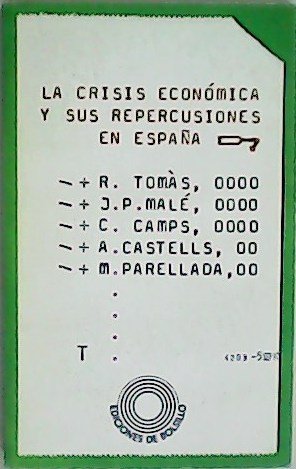 LA CRISIS ECONÓMICA
Y SUS REPERCUSIONES
EN ESPAÑA
-÷ R. TOMÀS, 0000
-÷ J.P.MALÉ, 0000
-÷ C. CAMPS, 0000
-÷ A.CASTELLS, 00
-÷ M.PARELLADA,00
T
EDICIONES DE BOLSILLO